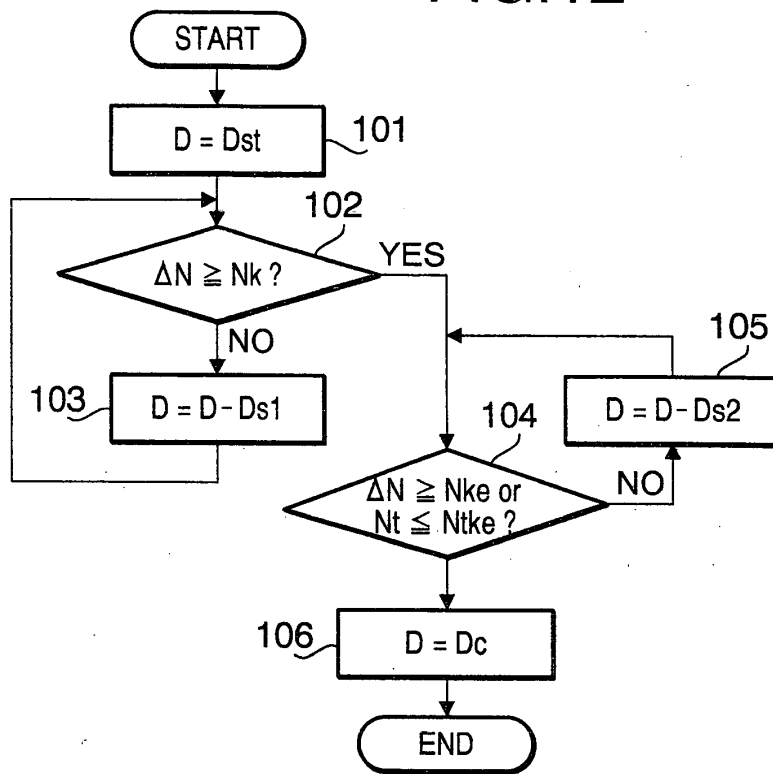 START
D = Dst
101
102
ΔN ≧ Nk ?
YES
NO
103
D = D - Ds1
105
D = D - Ds2
104
ΔN ≧ Nke or
Nt ≦ Ntke ?
NO
106
D = Dc
END